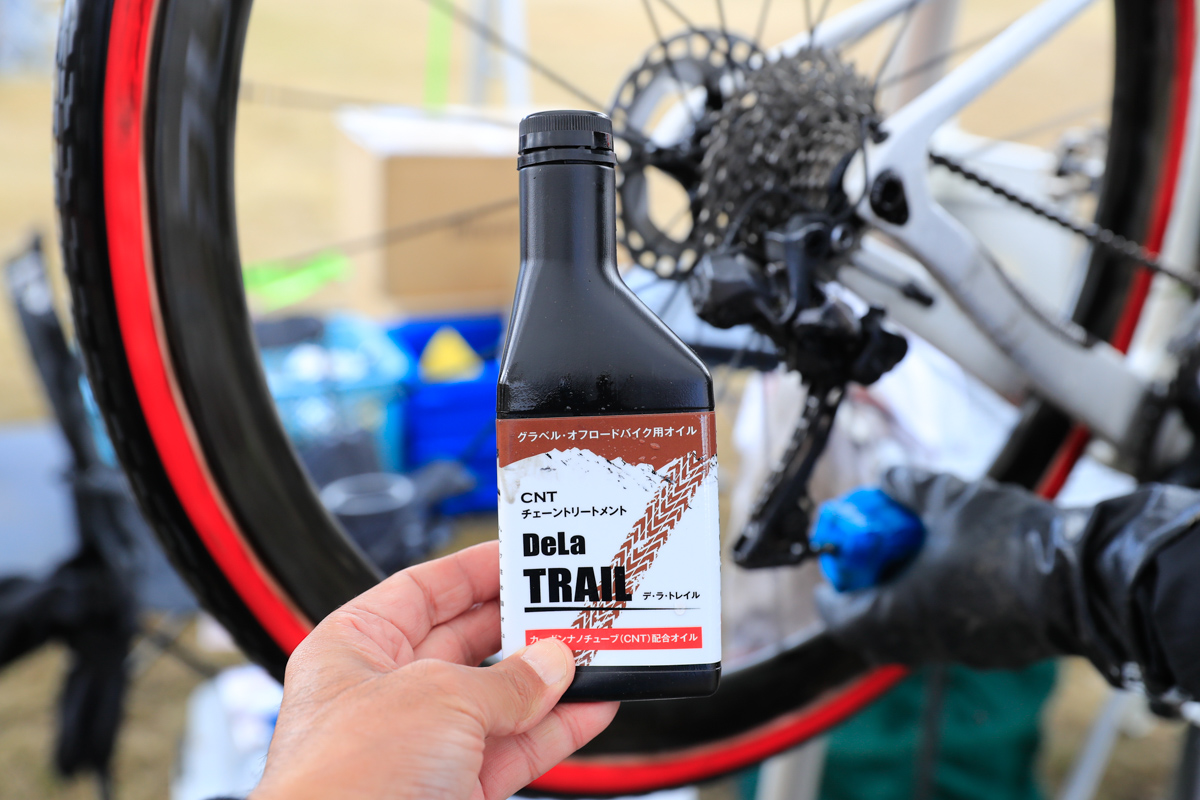 グラベル・オフロードバイク用オイル
CNT
チェーントリートメント
DeLa
TRAIL デ・ラ・トレイル
カーボンナノチューブ(CNT)配合オイル